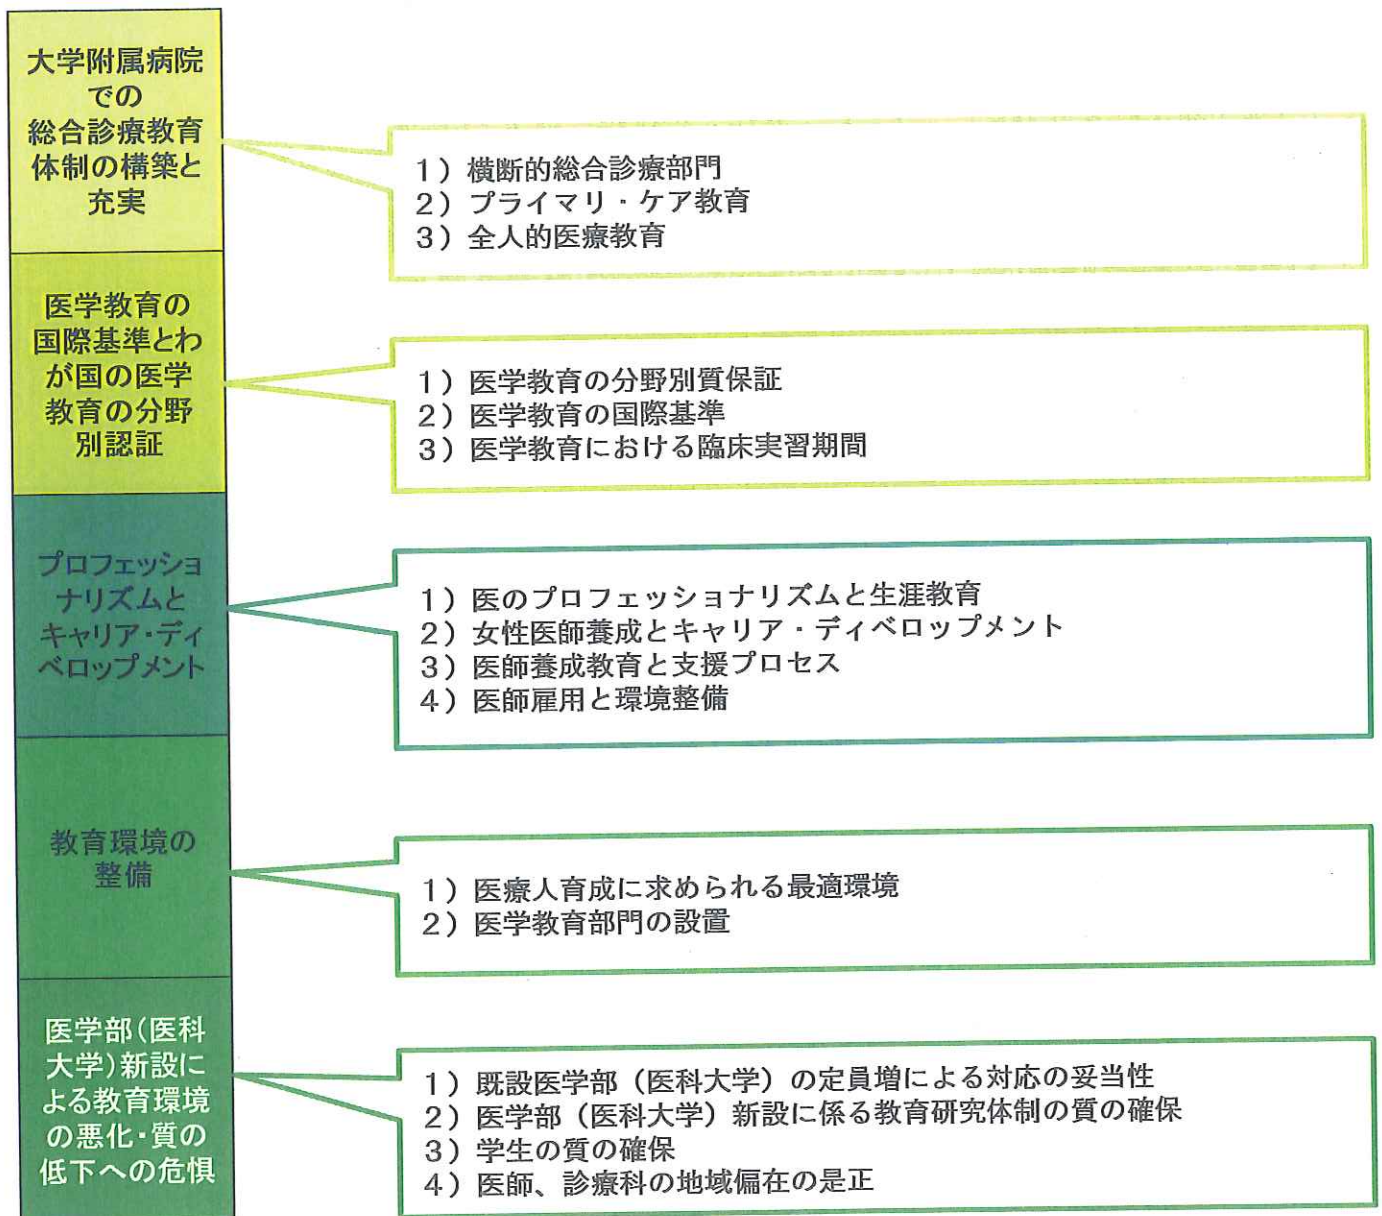 大学附属病院
での
総合診療教育
体制の構築と
充実
1）横断的総合診療部門
2）プライマリ・ケア教育
3）全人的医療教育
医学教育の
国際基準とわ
が国の医学
教育の分野
別認証
1）医学教育の分野別質保証
2）医学教育の国際基準
3）医学教育における臨床実習期間
プロフェッショ
ナリズムと
キャリア・ディ
ベロップメント
1）医のプロフェッショナリズムと生涯教育
2）女性医師養成とキャリア・ディベロップメント
3）医師養成教育と支援プロセス
4）医師雇用と環境整備
教育環境の
整備
1）医療人育成に求められる最適環境
2）医学教育部門の設置
医学部（医科
大学）新設に
よる教育環境
の悪化・質の
低下への危惧
1）既設医学部（医科大学）の定員増による対応の妥当性
2）医学部（医科大学）新設に係る教育研究体制の質の確保
3）学生の質の確保
4）医師、診療科の地域偏在の是正